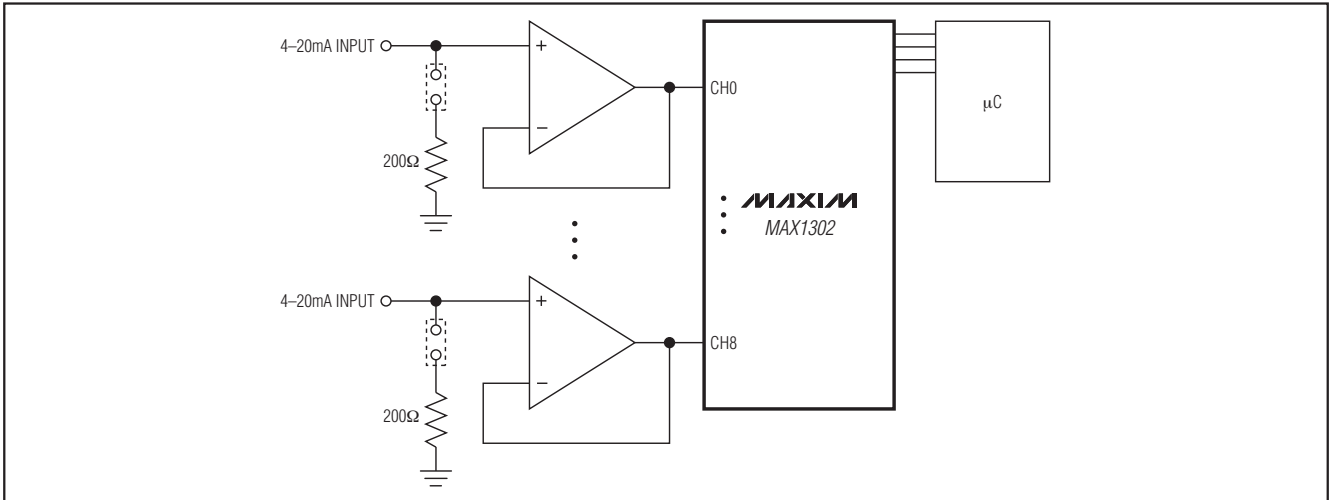 4–20mA INPUT
+
CH0
µC
−
200Ω
MAXIM
MAX1302
4–20mA INPUT
+
CH8
−
200Ω